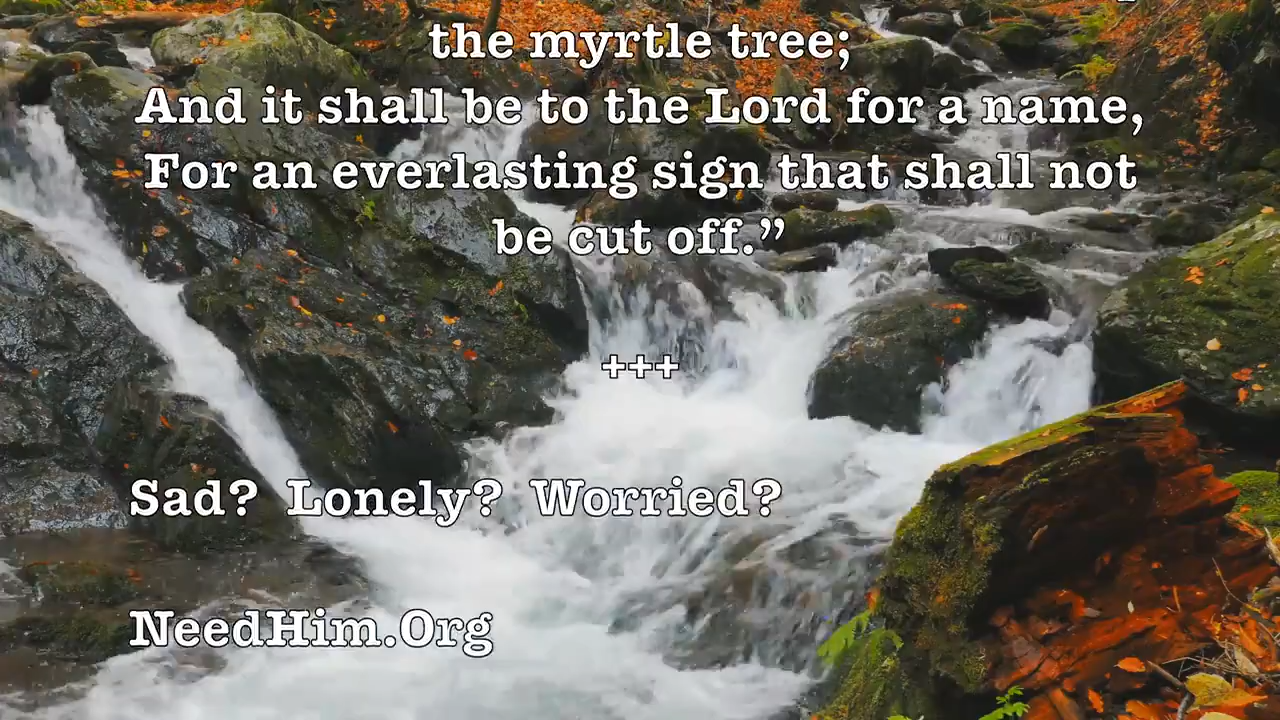 the myrtle tree;
And it shall be to the Lord for a name,
For an everlasting sign that shall not
be cut off.”
+++
Sad?  Lonely?  Worried?
NeedHim.Org